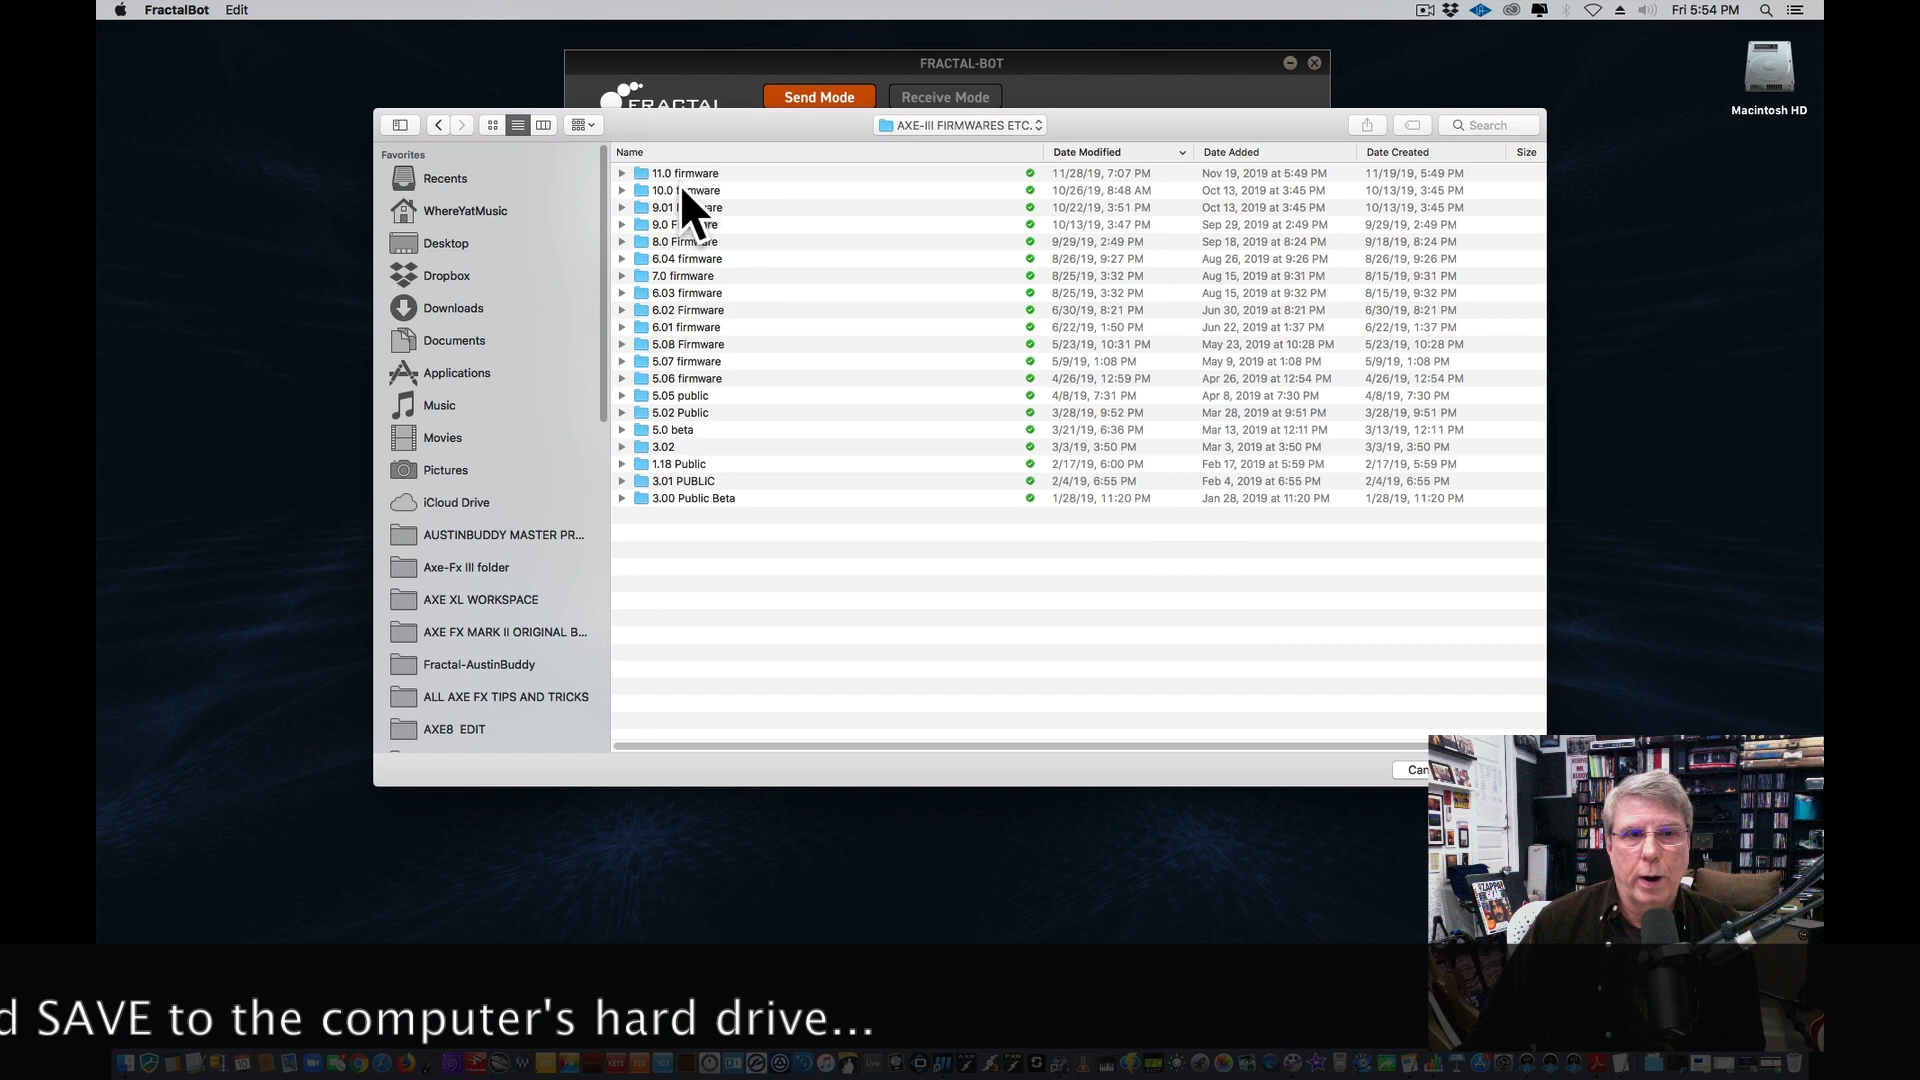 FractalBot Edit
Fri 5:54 PM
FRACTAL-BOT
Macintosh HD
FRACTAL
Send Mode
Receive Mode
AXE-III FIRMWARES ETC.
Search
Favorites
Recents
WhereYatMusic
Desktop
Dropbox
Downloads
Documents
Applications
Music
Movies
Pictures
iCloud Drive
AUSTINBUDDY MASTER PR...
Axe-Fx III folder
AXE XL WORKSPACE
AXE FX MARK II ORIGINAL B...
Fractal-AustinBuddy
ALL AXE FX TIPS AND TRICKS
AXE8 EDIT
Name Date Modified Date Added Date Created Size
11.0 firmware 11/28/19, 7:07 PM Nov 19, 2019 at 5:49 PM 11/19/19, 5:49 PM
10.0 firmware 10/26/19, 8:48 AM Oct 13, 2019 at 3:45 PM 10/13/19, 3:45 PM
9.01 10/22/19, 3:51 PM Oct 13, 2019 at 3:45 PM 10/13/19, 3:45 PM
9.0 10/13/19, 3:47 PM Sep 29, 2019 at 2:49 PM 9/29/19, 2:49 PM
8.0 Firmware 9/29/19, 2:49 PM Sep 18, 2019 at 8:24 PM 9/18/19, 8:24 PM
6.04 firmware 8/26/19, 9:27 PM Aug 26, 2019 at 9:26 PM 8/26/19, 9:26 PM
7.0 firmware 8/25/19, 3:32 PM Aug 15, 2019 at 9:31 PM 8/15/19, 9:31 PM
6.03 firmware 8/25/19, 3:32 PM Aug 15, 2019 at 9:32 PM 8/15/19, 9:32 PM
6.02 Firmware 6/30/19, 8:21 PM Jun 30, 2019 at 8:21 PM 6/30/19, 8:21 PM
6.01 firmware 6/22/19, 1:50 PM Jun 22, 2019 at 1:37 PM 6/22/19, 1:37 PM
5.08 Firmware 5/23/19, 10:31 PM May 23, 2019 at 10:28 PM 5/23/19, 10:28 PM
5.07 firmware 5/9/19, 1:08 PM May 9, 2019 at 1:08 PM 5/9/19, 1:08 PM
5.06 firmware 4/26/19, 12:59 PM Apr 26, 2019 at 12:54 PM 4/26/19, 12:54 PM
5.05 public 4/8/19, 7:31 PM Apr 8, 2019 at 7:30 PM 4/8/19, 7:30 PM
5.02 Public 3/28/19, 9:52 PM Mar 28, 2019 at 9:51 PM 3/28/19, 9:51 PM
5.0 beta 3/21/19, 6:36 PM Mar 13, 2019 at 12:11 PM 3/13/19, 12:11 PM
3.02 3/3/19, 3:50 PM Mar 3, 2019 at 3:50 PM 3/3/19, 3:50 PM
1.18 Public 2/17/19, 6:00 PM Feb 17, 2019 at 5:59 PM 2/17/19, 5:59 PM
3.01 PUBLIC 2/4/19, 6:55 PM Feb 4, 2019 at 6:55 PM 2/4/19, 6:55 PM
3.00 Public Beta 1/28/19, 11:20 PM Jan 28, 2019 at 11:20 PM 1/28/19, 11:20 PM
Can
ZAPPA
d SAVE to the computer's hard drive...